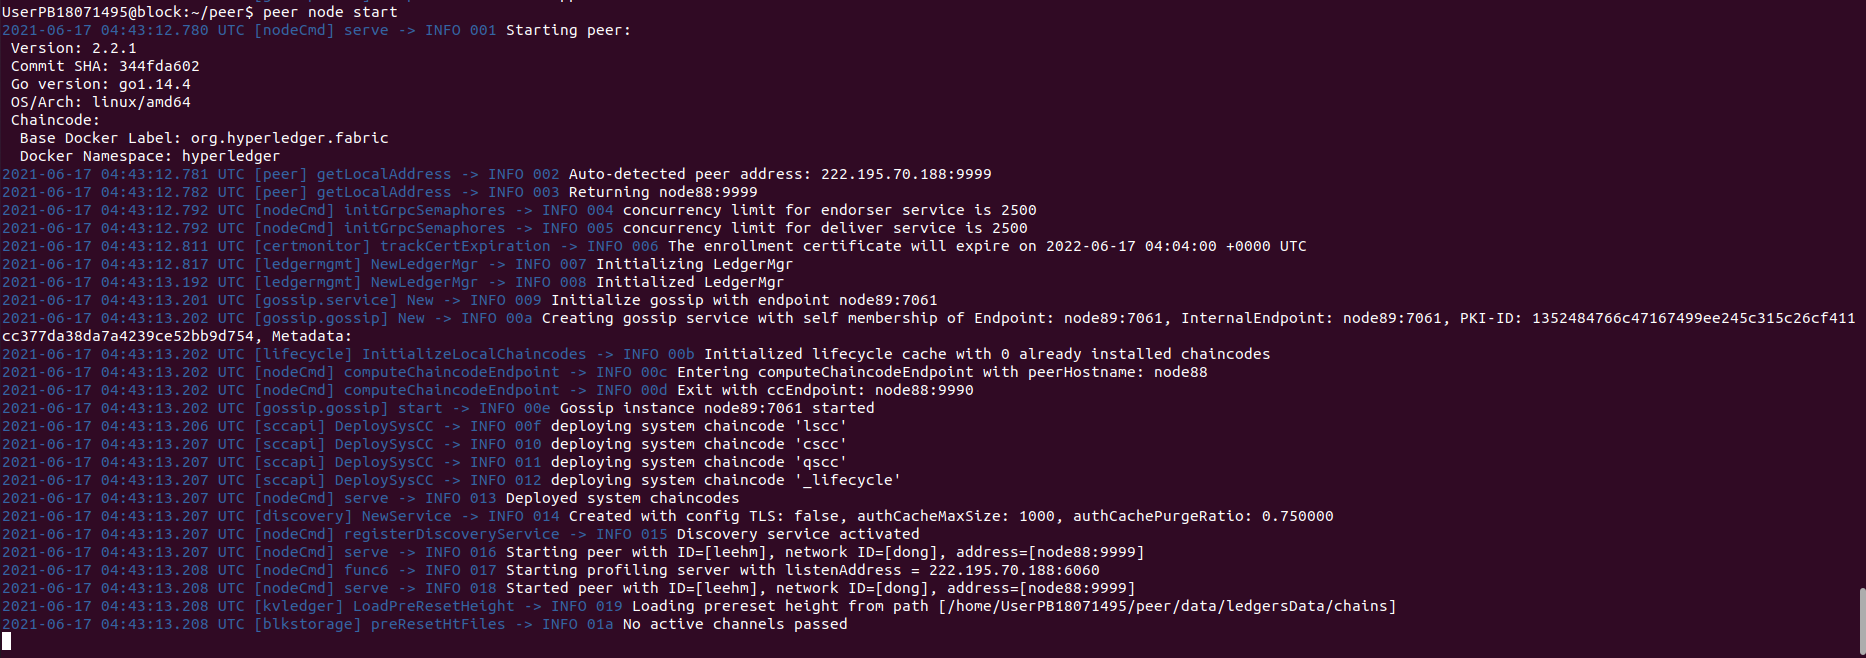 UserPB18071495@block:~/peer$ peer node start
2021-06-17 04:43:12.780 UTC [nodeCmd] serve -> INFO 001 Starting peer:
Version: 2.2.1
Commit SHA: 344fda602
Go version: go1.14.4
OS/Arch: linux/amd64
Chaincode:
Base Docker Label: org.hyperledger.fabric
Docker Namespace: hyperledger
2021-06-17 04:43:12.781 UTC [peer] getLocalAddress -> INFO 002 Auto-detected peer address: 222.195.70.188:9999
2021-06-17 04:43:12.782 UTC [peer] getLocalAddress -> INFO 003 Returning node88:9999
2021-06-17 04:43:12.792 UTC [nodeCmd] initGrpcSemaphores -> INFO 004 concurrency limit for endorser service is 2500
2021-06-17 04:43:12.792 UTC [nodeCmd] initGrpcSemaphores -> INFO 005 concurrency limit for deliver service is 2500
2021-06-17 04:43:12.811 UTC [certmonitor] trackCertExpiration -> INFO 006 The enrollment certificate will expire on 2022-06-17 04:04:00 +0000 UTC
2021-06-17 04:43:12.817 UTC [ledgermgmt] NewLedgerMgr -> INFO 007 Initializing LedgerMgr
2021-06-17 04:43:13.192 UTC [ledgermgmt] NewLedgerMgr -> INFO 008 Initialized LedgerMgr
2021-06-17 04:43:13.201 UTC [gossip.service] New -> INFO 009 Initialize gossip with endpoint node89:7061
2021-06-17 04:43:13.202 UTC [gossip.gossip] New -> INFO 00a Creating gossip service with self membership of Endpoint: node89:7061, InternalEndpoint: node89:7061, PKI-ID: 1352484766c47167499ee245c315c26cf411
cc377da38da7a4239ce52bb9d754, Metadata:
2021-06-17 04:43:13.202 UTC [lifecycle] InitializeLocalChaincodes -> INFO 00b Initialized lifecycle cache with 0 already installed chaincodes
2021-06-17 04:43:13.202 UTC [nodeCmd] computeChaincodeEndpoint -> INFO 00c Entering computeChaincodeEndpoint with peerHostname: node88
2021-06-17 04:43:13.202 UTC [nodeCmd] computeChaincodeEndpoint -> INFO 00d Exit with ccEndpoint: node88:9990
2021-06-17 04:43:13.202 UTC [gossip.gossip] start -> INFO 00e Gossip instance node89:7061 started
2021-06-17 04:43:13.206 UTC [sccapi] DeploySysCC -> INFO 00f deploying system chaincode 'lscc'
2021-06-17 04:43:13.207 UTC [sccapi] DeploySysCC -> INFO 010 deploying system chaincode 'cscc'
2021-06-17 04:43:13.207 UTC [sccapi] DeploySysCC -> INFO 011 deploying system chaincode 'qscc'
2021-06-17 04:43:13.207 UTC [sccapi] DeploySysCC -> INFO 012 deploying system chaincode '_lifecycle'
2021-06-17 04:43:13.207 UTC [nodeCmd] serve -> INFO 013 Deployed system chaincodes
2021-06-17 04:43:13.207 UTC [discovery] NewService -> INFO 014 Created with config TLS: false, authCacheMaxSize: 1000, authCachePurgeRatio: 0.750000
2021-06-17 04:43:13.207 UTC [nodeCmd] registerDiscoveryService -> INFO 015 Discovery service activated
2021-06-17 04:43:13.207 UTC [nodeCmd] serve -> INFO 016 Starting peer with ID=[leehm], network ID=[dong], address=[node88:9999]
2021-06-17 04:43:13.208 UTC [nodeCmd] func6 -> INFO 017 Starting profiling server with listenAddress = 222.195.70.188:6060
2021-06-17 04:43:13.208 UTC [nodeCmd] serve -> INFO 018 Started peer with ID=[leehm], network ID=[dong], address=[node88:9999]
2021-06-17 04:43:13.208 UTC [kvledger] LoadPreResetHeight -> INFO 019 Loading prereset height from path [/home/UserPB18071495/peer/data/ledgersData/chains]
2021-06-17 04:43:13.208 UTC [blkstorage] preResetHtFiles -> INFO 01a No active channels passed